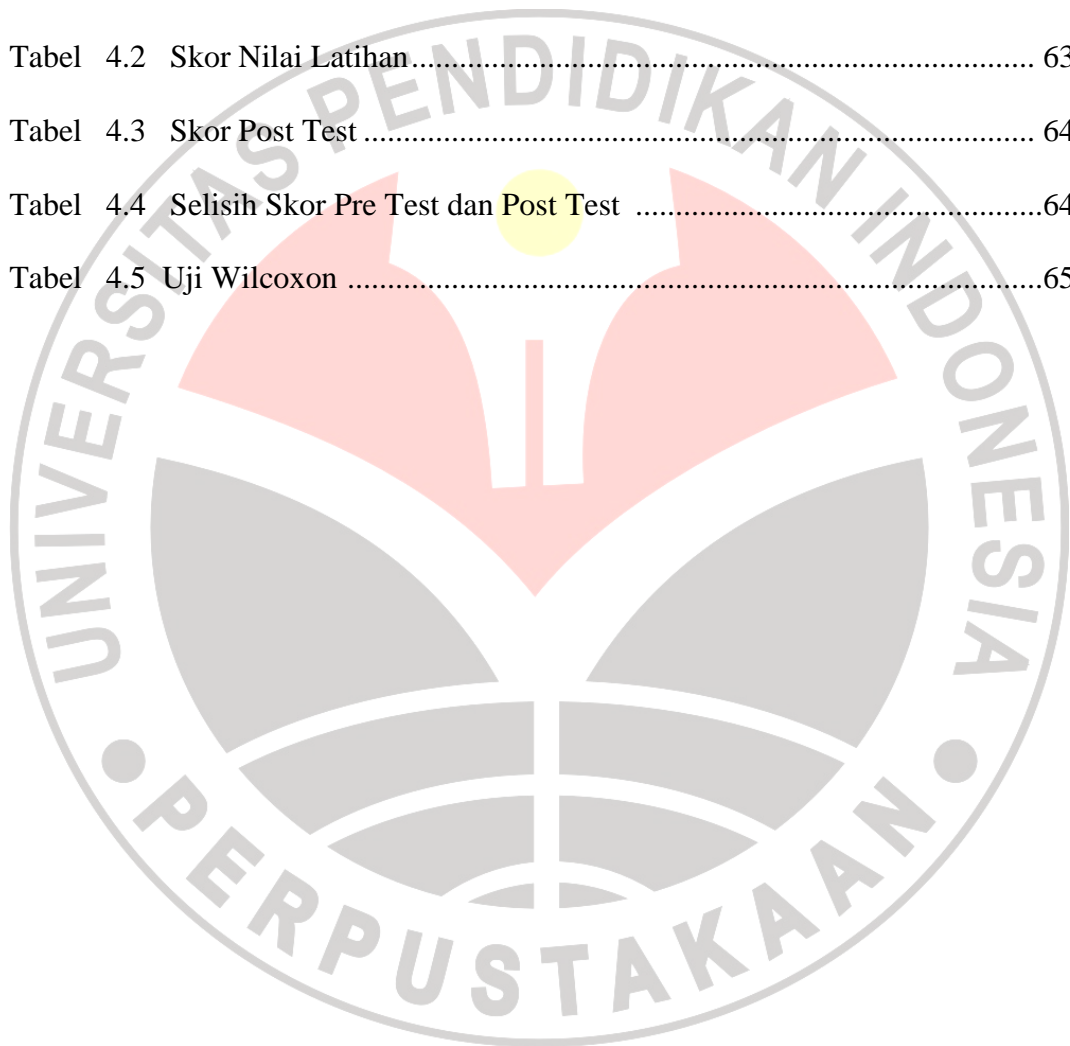 Tabel 4.2 Skor Nilai Latihan............................................................................. 63
Tabel 4.3 Skor Post Test .................................................................................. 64
Tabel 4.4 Selisih Skor Pre Test dan Post Test ..................................................64
Tabel 4.5 Uji Wilcoxon .....................................................................................65
UNIVERSITAS PENDIDIKAN INDONESIA
PERPUSTAKAAN